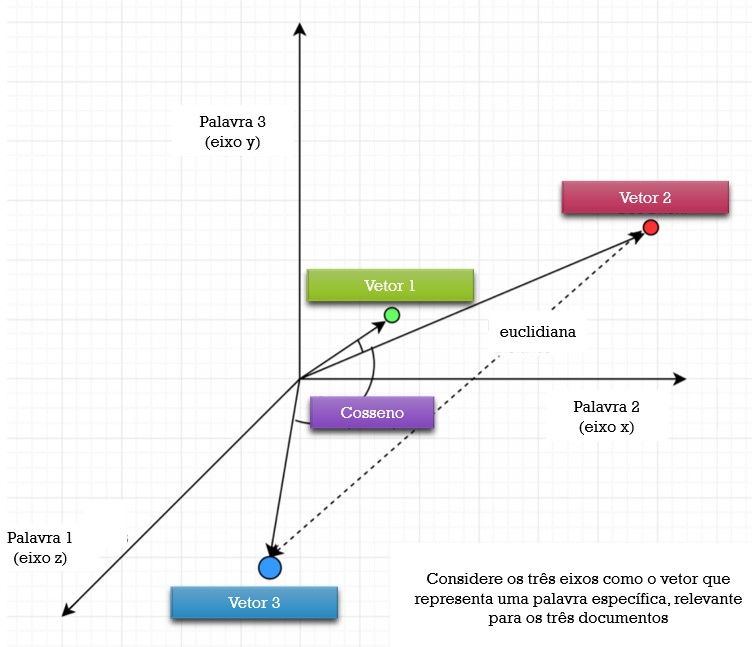 Palavra 3
(eixo y)
Vetor 2
Vetor 1
euclidiana
Cosseno
Palavra 2
(eixo x)
Palavra 1
(eixo z)
Vetor 3
Considere os três eixos como o vetor que
representa uma palavra específica, relevante
para os três documentos